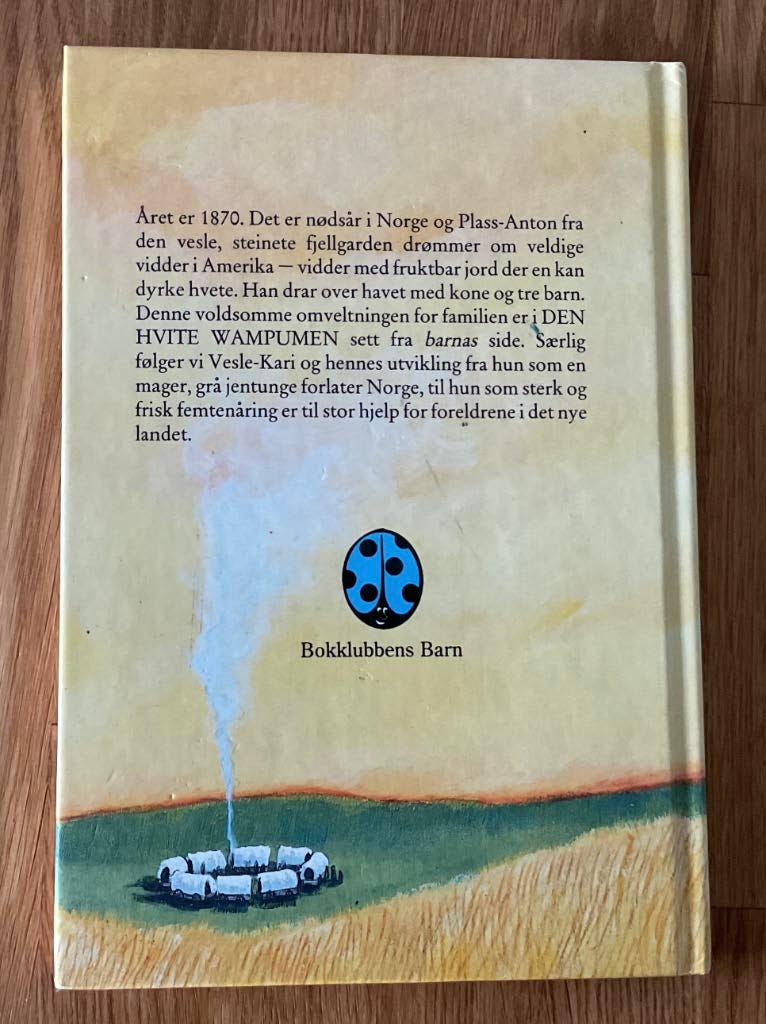 Året er 1870. Det er nødsår i Norge og Plass-Anton fra
den vesle, steinete fjellgarden drømmer om veldige
vidder i Amerika — vidder med fruktbar jord der en kan
dyrke hvete. Han drar over havet med kone og tre barn.
Denne voldsomme omveltningen for familien er i DEN
HVITE WAMPUMEN sett fra barnas side. Særlig
følger vi Vesle-Kari og hennes utvikling fra hun som en
mager, grå jentunge forlater Norge, til hun som sterk og
frisk femtenåring er til stor hjelp for foreldrene i det nye
landet.
Bokklubbens Barn